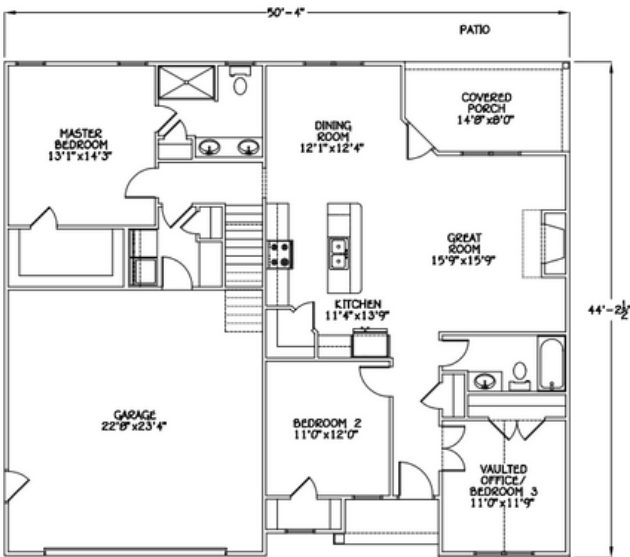 50'-4"
PATIO
COVERED
PORCH
14'8"x8'0"
DINING
ROOM
12'1"x12'4"
MASTER
BEDROOM
13'1"x14'3"
GREAT
ROOM
15'9"x15'9"
KITCHEN
11'4"x13'9"
44'-2½"
GARAGE
22'8"x23'4"
BEDROOM 2
11'0"x12'0"
VAULTED
OFFICE/
BEDROOM 3
11'0"x11'9"